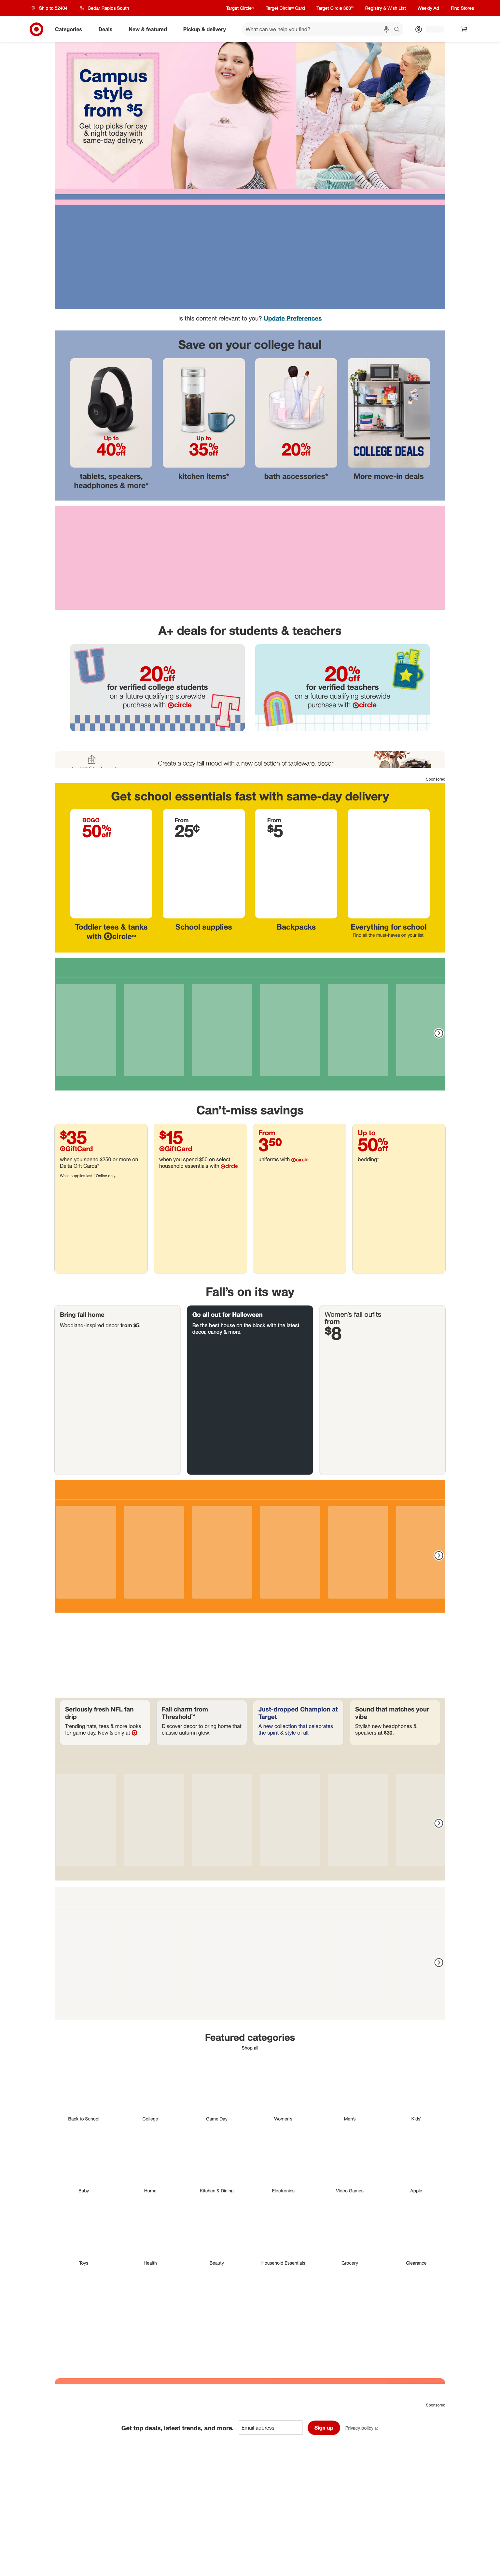 Ship to 52404
Cedar Rapids South
Target Circle™
Target Circle™ Card
Target Circle 360™
Registry & Wish List
Weekly Ad
Find Stores
Categories
Deals
New & featured
Pickup & delivery
What can we help you find?
Campus
style
from $5
Get top picks for day
& night today with
same-day delivery.
Is this content relevant to you? Update Preferences
Save on your college haul
Up to
40% off
tablets, speakers,
headphones & more*
Up to
35% off
kitchen items*
20% off
bath accessories*
COLLEGE DEALS
More move-in deals
A+ deals for students & teachers
20% off
for verified college students
on a future qualifying storewide
purchase with circle
20% off
for verified teachers
on a future qualifying storewide
purchase with circle
Create a cozy fall mood with a new collection of tableware, decor
Sponsored
Get school essentials fast with same-day delivery
BOGO
50% off
Toddler tees & tanks
with circle™
From
25¢
School supplies
From
$5
Backpacks
Everything for school
Find all the must-haves on your list.
Can’t-miss savings
$35
GiftCard
when you spend $250 or more on
Delta Gift Cards*
While supplies last.* Online only.
$15
GiftCard
when you spend $50 on select
household essentials with circle
From
350
uniforms with circle
Up to
50% off
bedding*
Fall’s on its way
Bring fall home
Woodland-inspired decor from $5.
Go all out for Halloween
Be the best house on the block with the latest
decor, candy & more.
Women’s fall outfits
from
$8
Seriously fresh NFL fan
drip
Trending hats, tees & more looks
for game day. New & only at
Fall charm from
Threshold™
Discover decor to bring home that
classic autumn glow.
Just-dropped Champion at
Target
A new collection that celebrates
the spirit & style of all.
Sound that matches your
vibe
Stylish new headphones &
speakers at $30.
Featured categories
Shop all
Back to School
College
Game Day
Women’s
Men’s
Kids’
Baby
Home
Kitchen & Dining
Electronics
Video Games
Apple
Toys
Health
Beauty
Household Essentials
Grocery
Clearance
Sponsored
Get top deals, latest trends, and more.
Email address
Sign up
Privacy policy